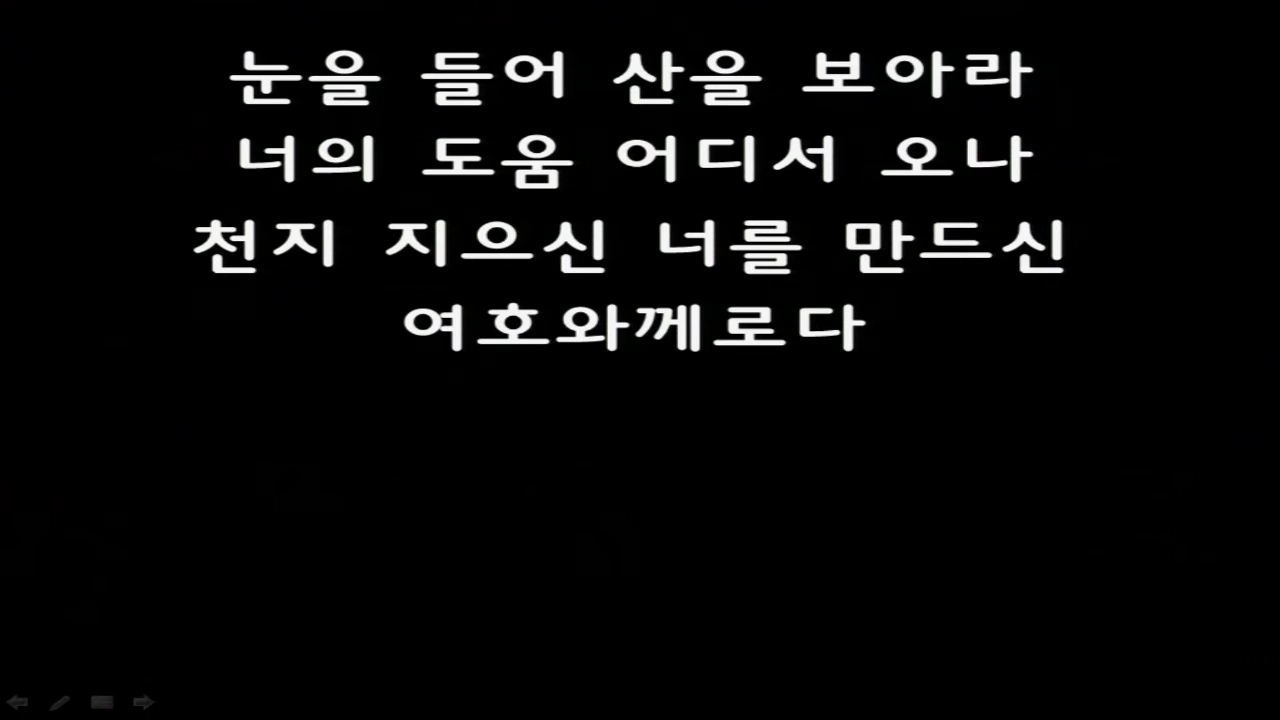 눈을 들어 산을 보아라
너의 도움 어디서 오나
천지 지으신 너를 만드신
여호와께로다